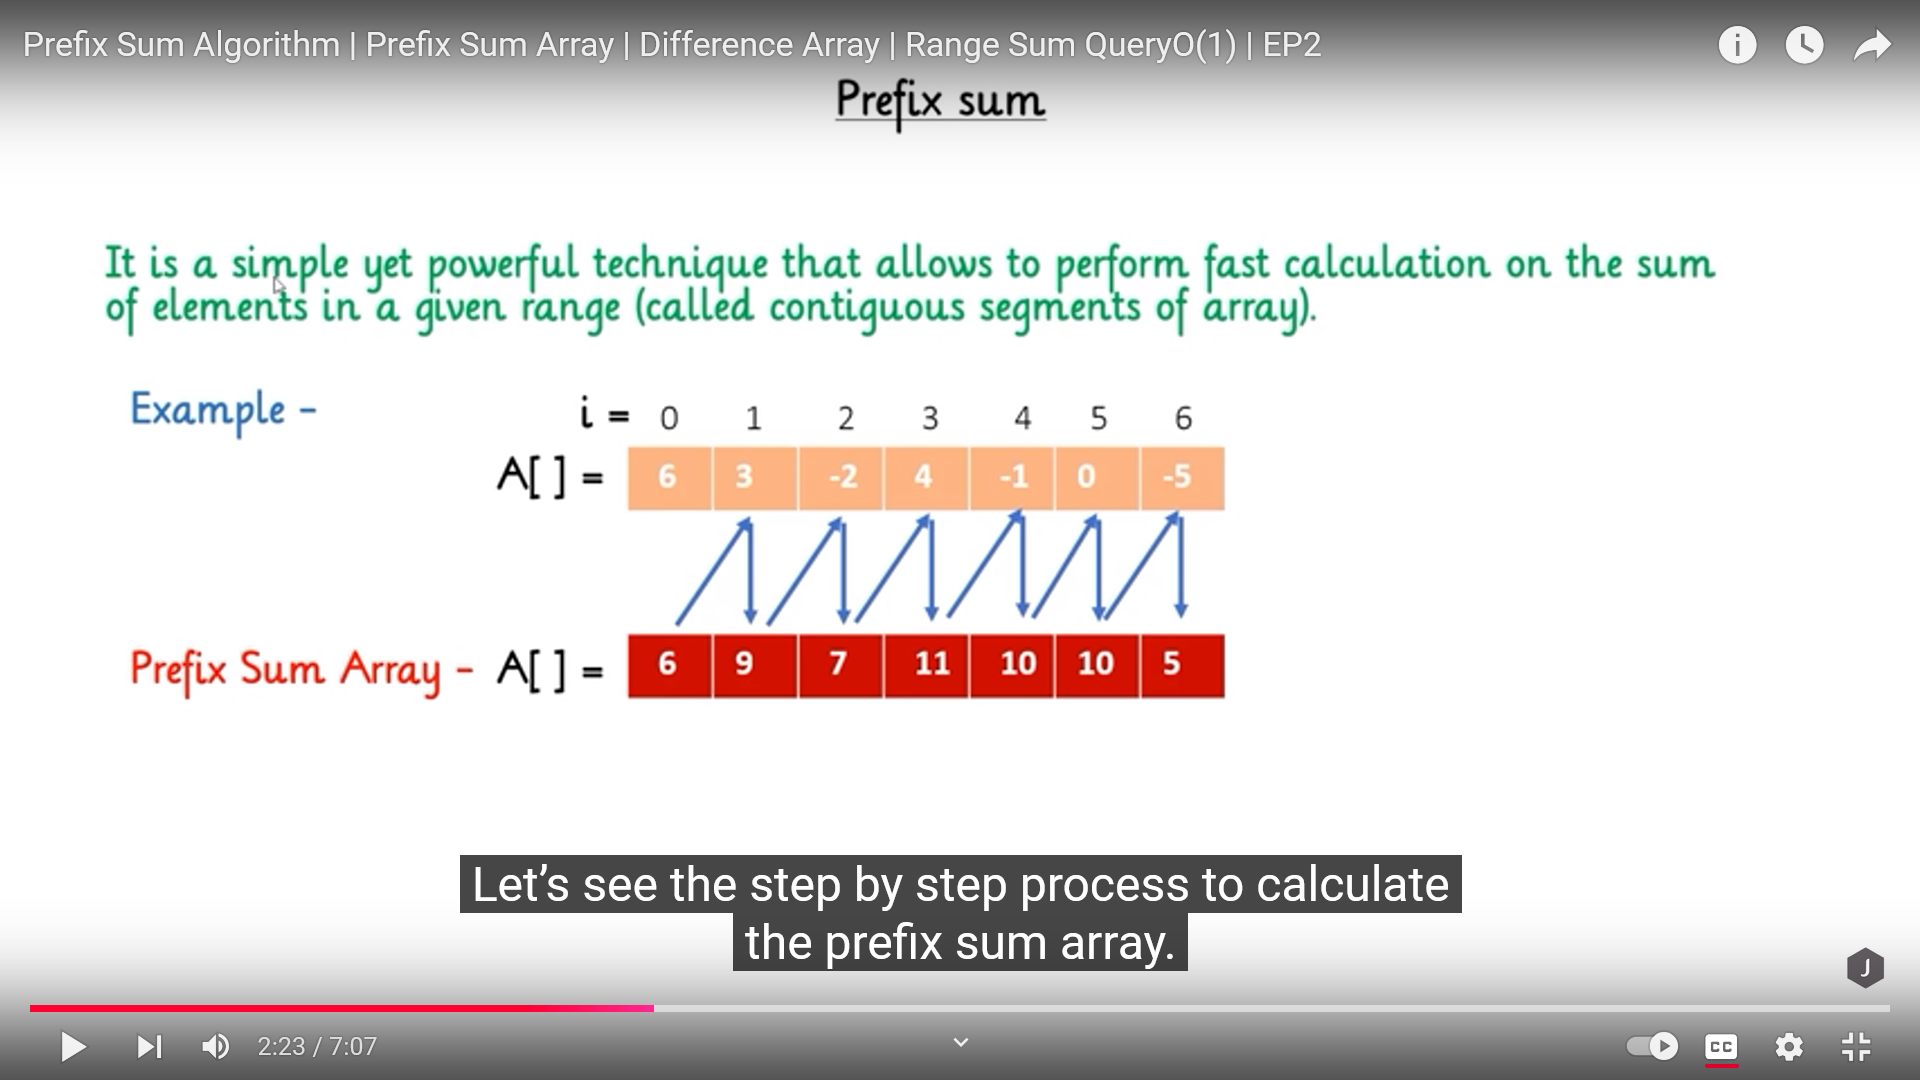 Prefix Sum Algorithm | Prefix Sum Array | Difference Array | Range Sum QueryO(1) | EP2
Prefix sum
It is a simple yet powerful technique that allows to perform fast calculation on the sum
of elements in a given range (called contiguous segments of array).
Example - i = 0 1 2 3 4 5 6
A[ ] = 6 3 -2 4 -1 0 -5
Prefix Sum Array - A[ ] = 6 9 7 11 10 10 5
Let’s see the step by step process to calculate
the prefix sum array.
J
2:23 / 7:07 CC